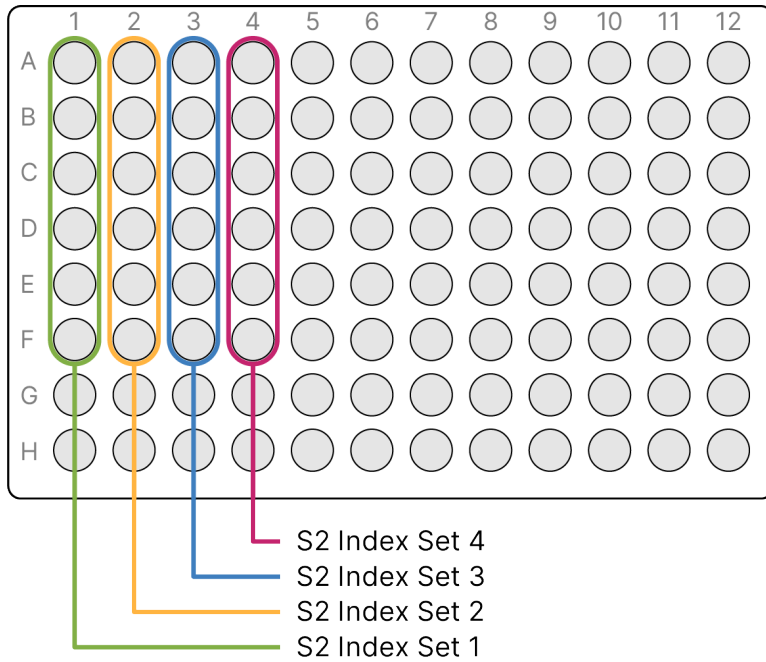 1 2 3 4 5 6 7 8 9 10 11 12
A
B
C
D
E
F
G
H
S2 Index Set 4
S2 Index Set 3
S2 Index Set 2
S2 Index Set 1